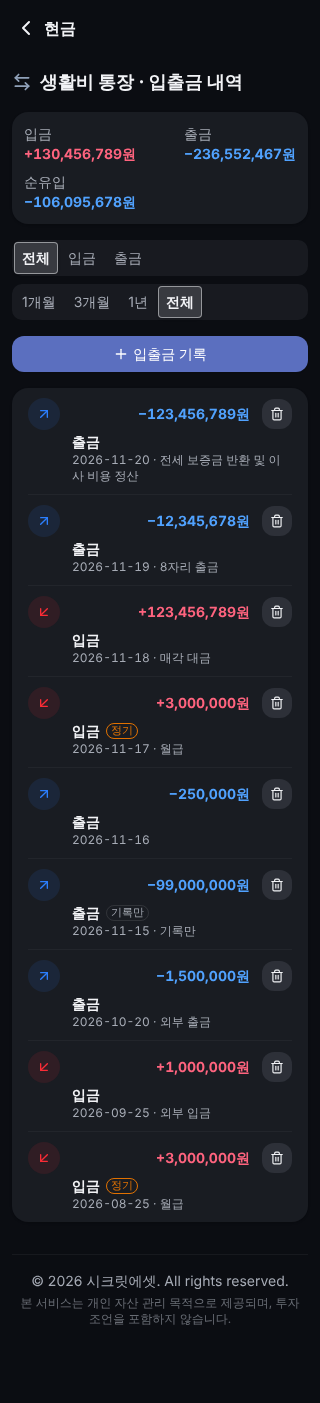 현금
생활비 통장 · 입출금 내역
입금 출금
+130,456,789원 −236,552,467원
순유입
−106,095,678원
전체 입금 출금
1개월 3개월 1년 전체
+ 입출금 기록
−123,456,789원
출금
2026-11-20 · 전세 보증금 반환 및 이
사 비용 정산
−12,345,678원
출금
2026-11-19 · 8자리 출금
+123,456,789원
입금
2026-11-18 · 매각 대금
+3,000,000원
입금 정기
2026-11-17 · 월급
−250,000원
출금
2026-11-16
−99,000,000원
출금 기록만
2026-11-15 · 기록만
−1,500,000원
출금
2026-10-20 · 외부 출금
+1,000,000원
입금
2026-09-25 · 외부 입금
+3,000,000원
입금 정기
2026-08-25 · 월급
© 2026 시크릿에셋. All rights reserved.
본 서비스는 개인 자산 관리 목적으로 제공되며, 투자
조언을 포함하지 않습니다.